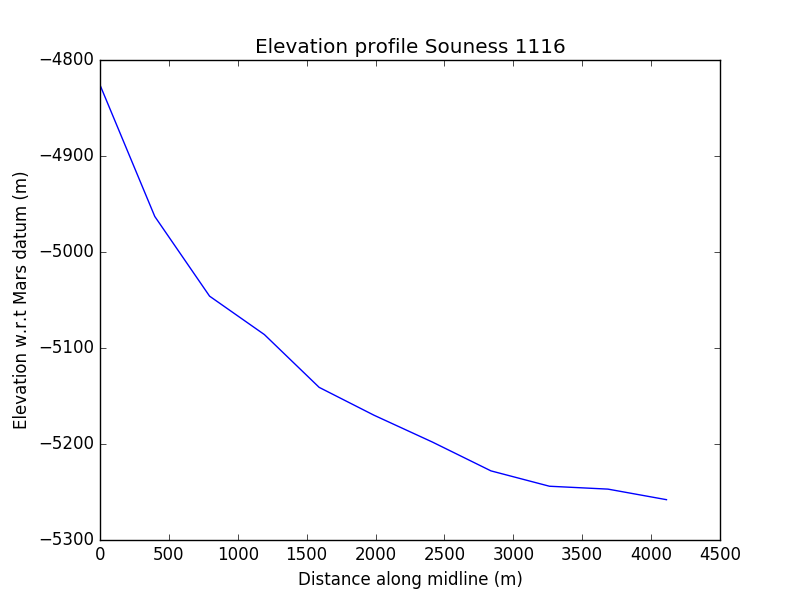 Elevation profile Souness 1116
−4800
−4900
−5000
−5100
−5200
−5300
Elevation w.r.t Mars datum (m)
0 500 1000 1500 2000 2500 3000 3500 4000 4500
Distance along midline (m)